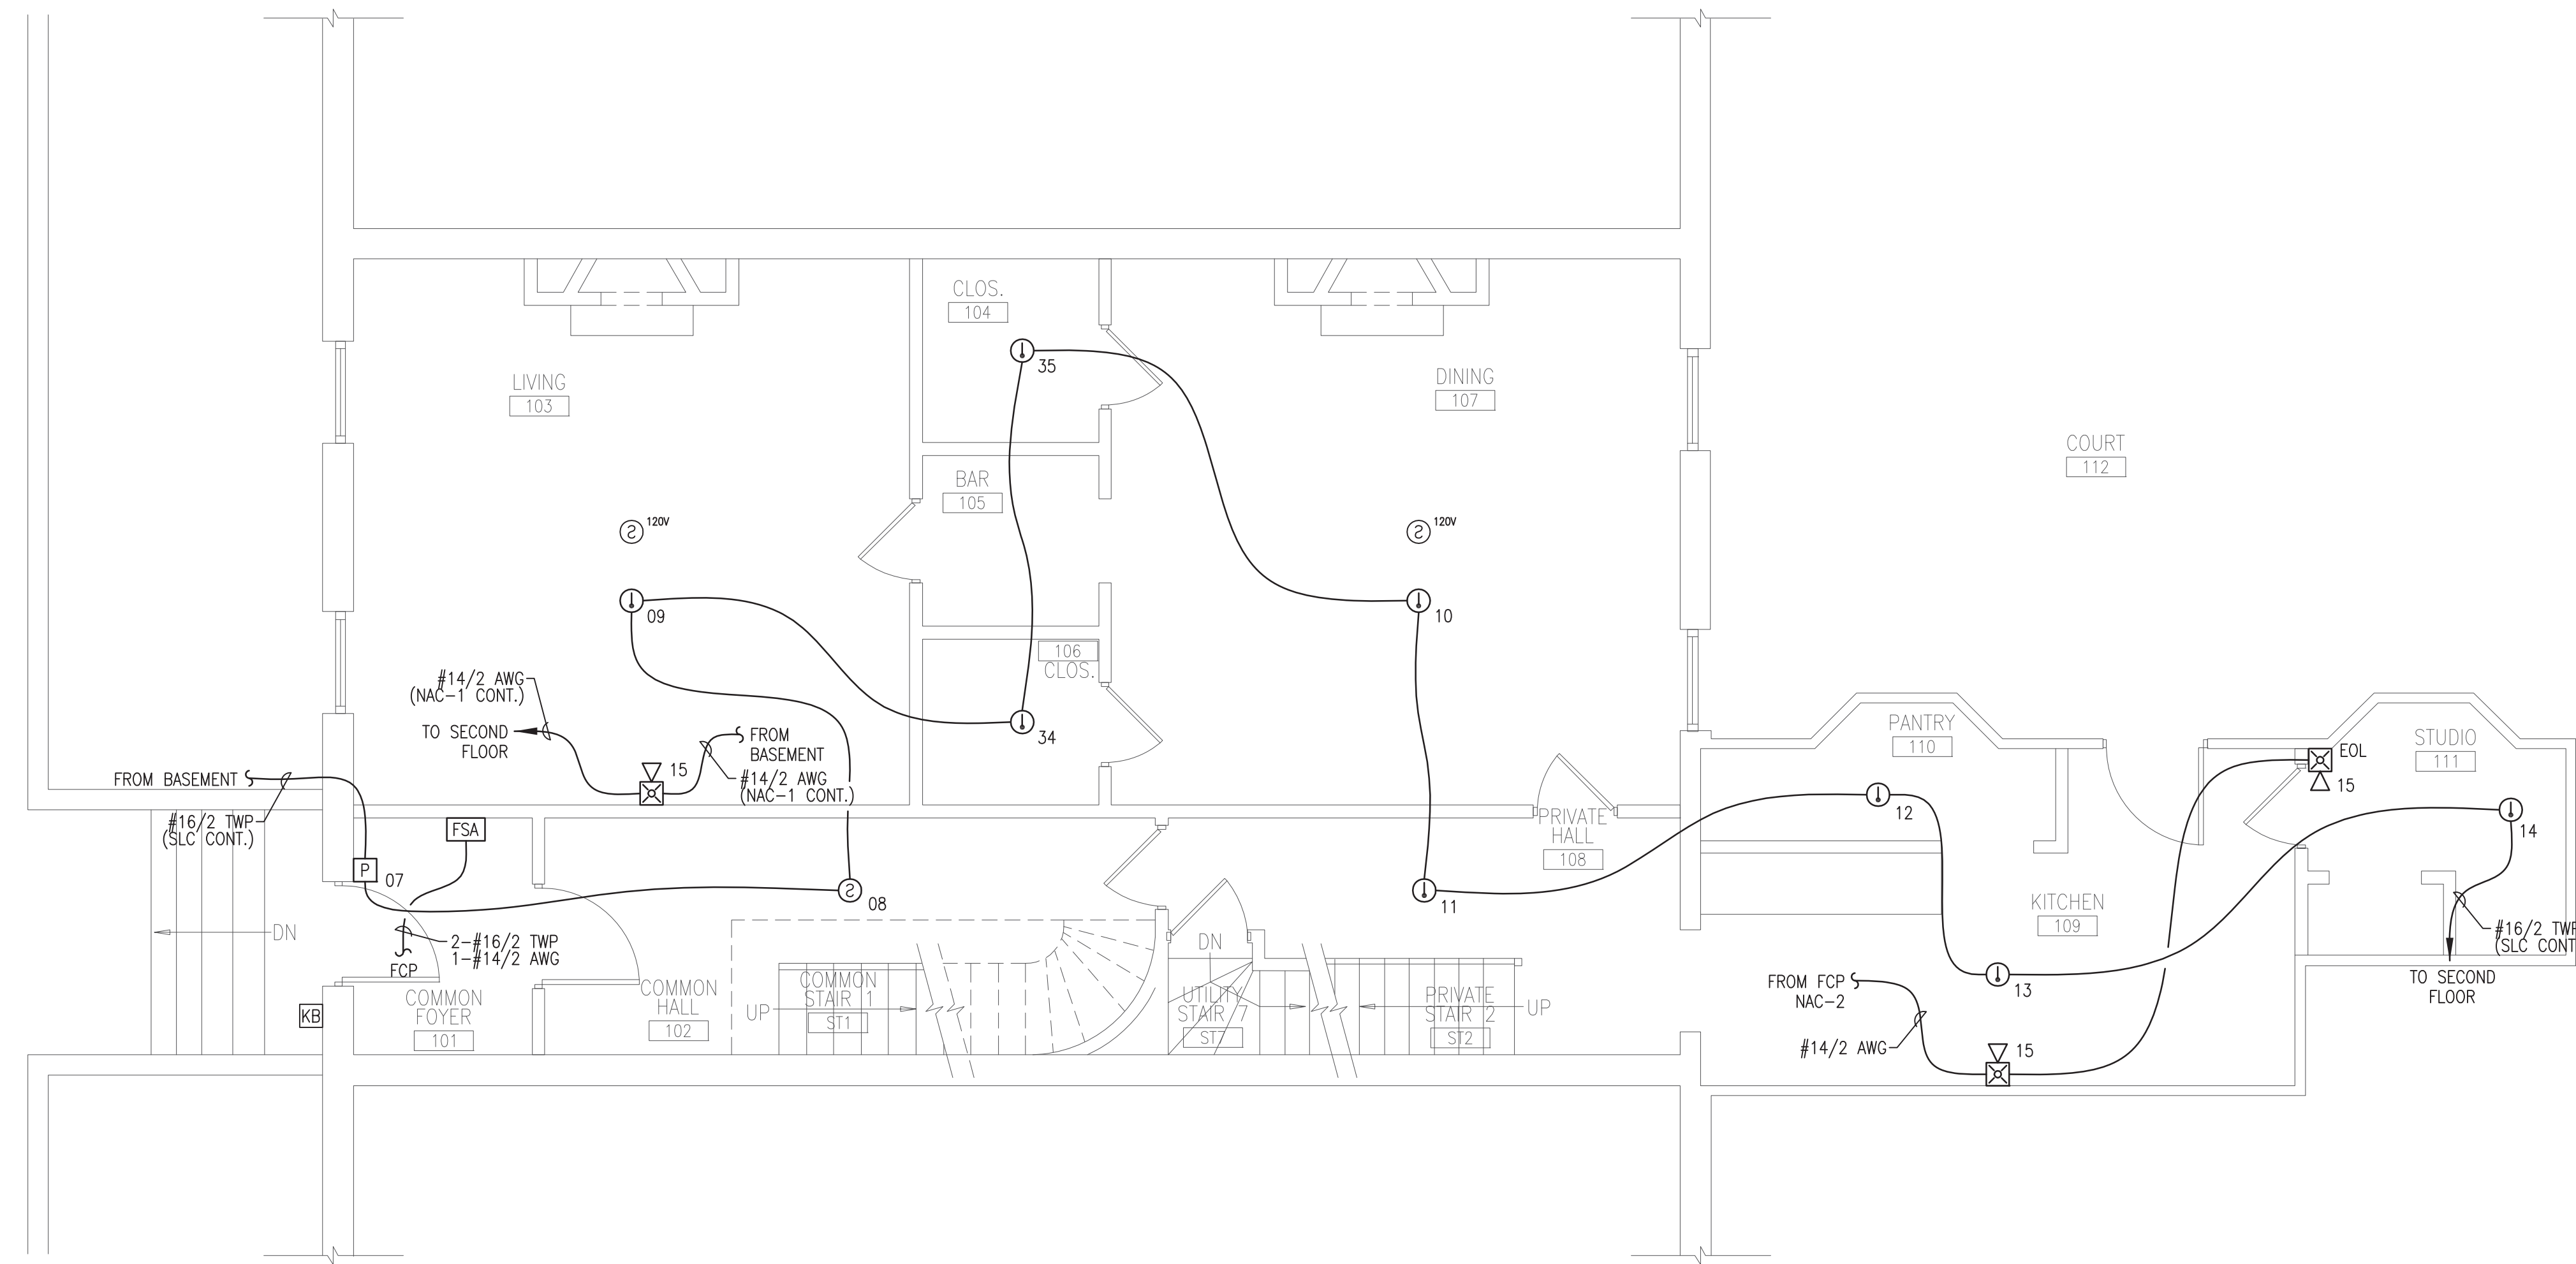 CLOS.
104
35
LIVING
103
DINING
107
COURT
112
BAR
105
120V
120V
09
10
106
CLOS.
34
#14/2 AWG
(NAC-1 CONT.)
TO SECOND
FLOOR
FROM
BASEMENT
15
#14/2 AWG
(NAC-1 CONT.)
FROM BASEMENT
#16/2 TWP
(SLC CONT.)
FSA
P
07
S
S
S
08
11
PRIVATE
HALL
108
PANTRY
110
12
EOL
15
STUDIO
111
14
KITCHEN
109
#16/2 TWP
(SLC CONT
TO SECOND
FLOOR
13
FROM FCP
NAC-2
#14/2 AWG
15
DN
2-#16/2 TWP
1-#14/2 AWG
FCP
KB
COMMON
FOYER
101
COMMON
HALL
102
UP
COMMON
STAIR 1
ST1
DN
UTILITY
STAIR 7
ST7
PRIVATE
STAIR 2
ST2
UP